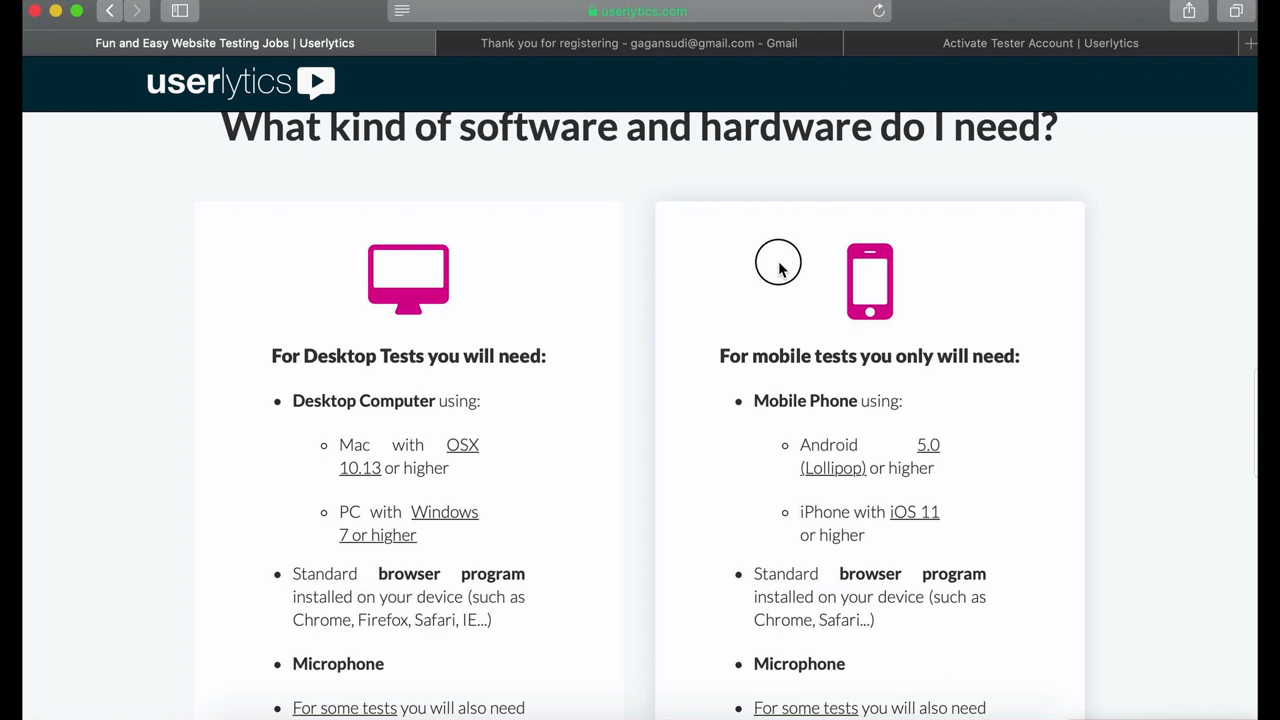 userlytics.com
Fun and Easy Website Testing Jobs | Userlytics
Thank you for registering - gagansudi@gmail.com - Gmail
Activate Tester Account | Userlytics
userlytics
What kind of software and hardware do I need?
For Desktop Tests you will need:
• Desktop Computer using:
Mac with OSX
10.13 or higher
PC with Windows
7 or higher
• Standard browser program
installed on your device (such as
Chrome, Firefox, Safari, IE...)
• Microphone
• For some tests you will also need
For mobile tests you only will need:
• Mobile Phone using:
Android 5.0
(Lollipop) or higher
iPhone with iOS 11
or higher
• Standard browser program
installed on your device (such as
Chrome, Safari...)
• Microphone
• For some tests you will also need